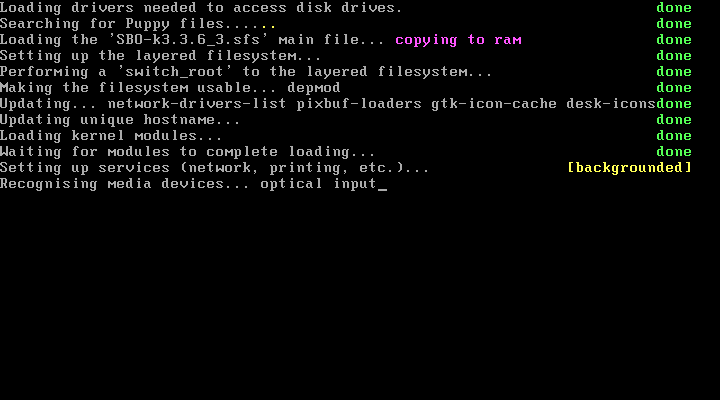 Loading drivers needed to access disk drives. done
Searching for Puppy files...... done
Loading the 'SBO-k3.3.6_3.sfs' main file... copying to ram done
Setting up the layered filesystem... done
Performing a 'switch_root' to the layered filesystem... done
Making the filesystem usable... depmod done
Updating... network-drivers-list pixbuf-loaders gtk-icon-cache desk-iconsdone
Updating unique hostname... done
Loading kernel modules... done
Waiting for modules to complete loading... done
Setting up services (network, printing, etc.)... [backgrounded]
Recognising media devices... optical input_